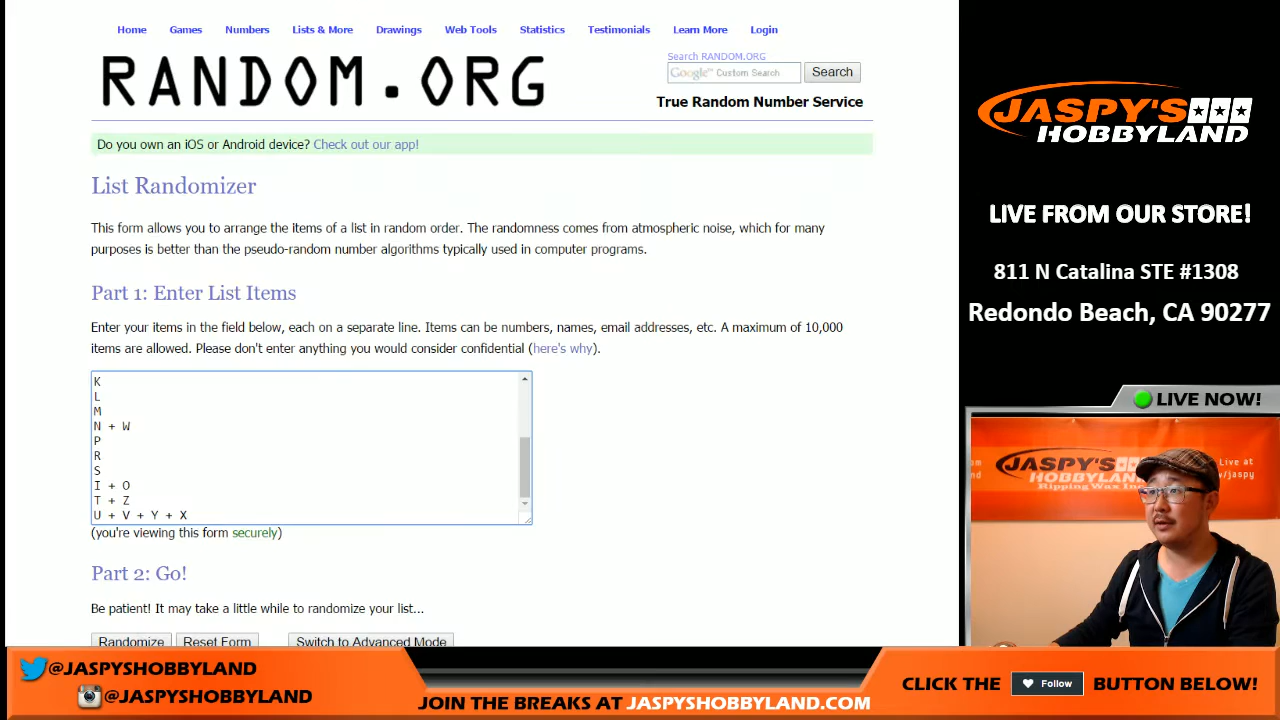 Home Games Numbers Lists & More Drawings Web Tools Statistics Testimonials Learn More Login
RANDOM.ORG
Search RANDOM.ORG
Google™ Custom Search Search
True Random Number Service
Do you own an iOS or Android device? Check out our app!
List Randomizer
This form allows you to arrange the items of a list in random order. The randomness comes from atmospheric noise, which for many
purposes is better than the pseudo-random number algorithms typically used in computer programs.
Part 1: Enter List Items
Enter your items in the field below, each on a separate line. Items can be numbers, names, email addresses, etc. A maximum of 10,000
items are allowed. Please don't enter anything you would consider confidential (here's why).
K
L
M
N + W
P
R
S
I + O
T + Z
U + V + Y + X
(you're viewing this form securely)
Part 2: Go!
Be patient! It may take a little while to randomize your list...
Randomize Reset Form Switch to Advanced Mode
JASPY'S
HOBBYLAND
LIVE FROM OUR STORE!
811 N Catalina STE #1308
Redondo Beach, CA 90277
LIVE NOW!
JASPY'S
HOBBYLAND
Ripping Wax Inc
Live at
/jaspy
@JASPYSHOBBYLAND
@JASPYSHOBBYLAND
JOIN THE BREAKS AT JASPYSHOBBYLAND.COM
CLICK THE Follow BUTTON BELOW!